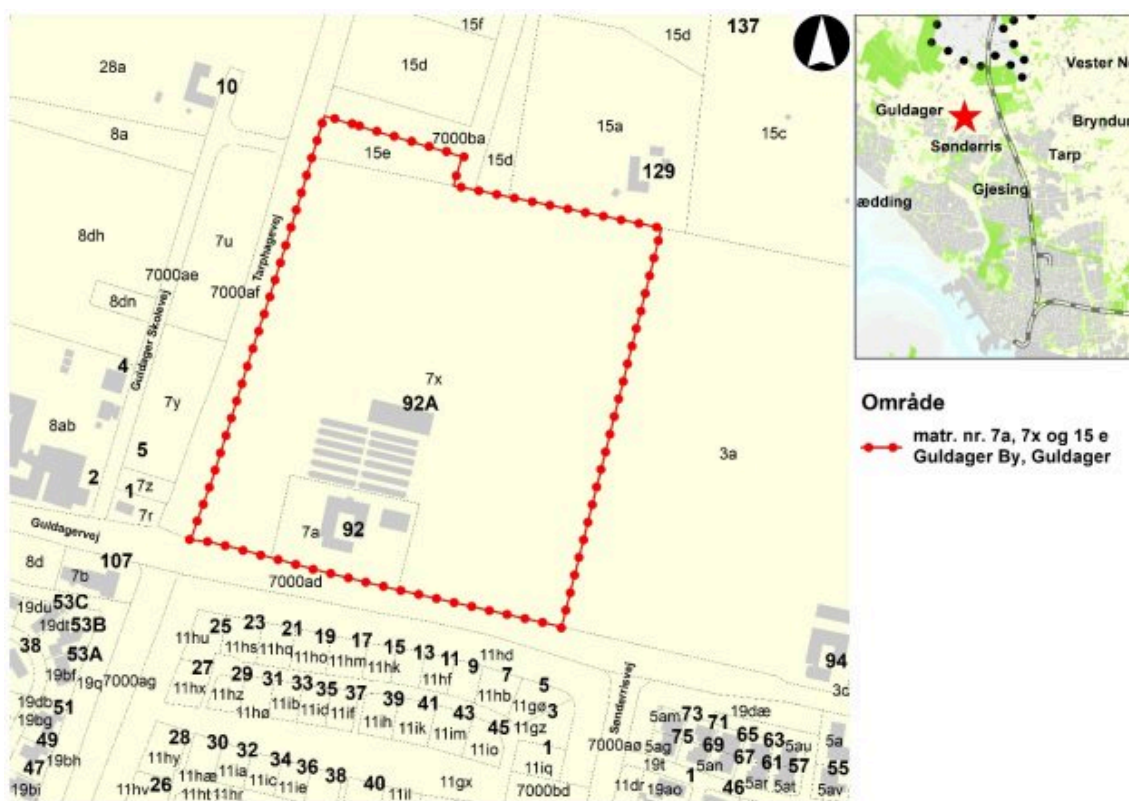 15f
137
28a
10
15d
15d
8a
7000ba
15e
15d
15a
15c
129
8dh
7u
Tarphagevej
7000ae
7000af
8dn
Guldager Skolevej
4
7x
92A
7y
8ab
5
3a
2
7z
1
7r
7a
92
Guldagervej
107
7000ad
8d
7b
53C
19du
53B
19dt
38
53A
19bf
19q
7000ag
25
23
21
19
17
15
13
11
9
7
5
3
11hu
11hs
11hq
11ho
11hm
11hk
11hf
11hd
11hb
11gø
11gz
27
29
31
33
35
37
39
41
43
45
1
11hx
11hz
11hø
11ib
11id
11if
11ih
11ik
11im
11io
11iq
Sønderrisvej
94
3c
19db
51
19bg
49
19bh
47
19bi
28
30
32
34
36
38
40
11hy
11hæ
11ia
11ic
11ie
11il
11gx
26
11hv
11ht
11hr
7000bd
7000aø
5am
73
71
19dæ
75
65
63
5au
5a
5ag
69
67
61
57
55
19t
5an
5ar
5at
5av
11dr
1
19ao
46
Vester Ne
Guldager
Bryndum
Sønderris
Tarp
Gjesing
ædding
Område
matr. nr. 7a, 7x og 15 e
Guldager By, Guldager